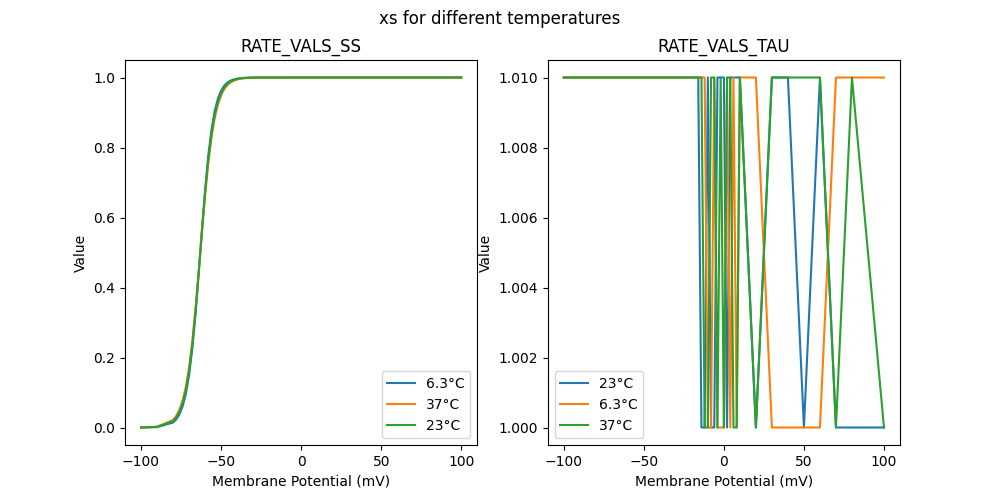 xs for different temperatures
RATE_VALS_SS
1.0
0.8
0.6
0.4
0.2
0.0
Value
−100
−50
0
50
100
Membrane Potential (mV)
6.3°C
37°C
23°C
RATE_VALS_TAU
1.010
1.008
1.006
1.004
1.002
1.000
Value
−100
−50
0
50
100
Membrane Potential (mV)
23°C
6.3°C
37°C